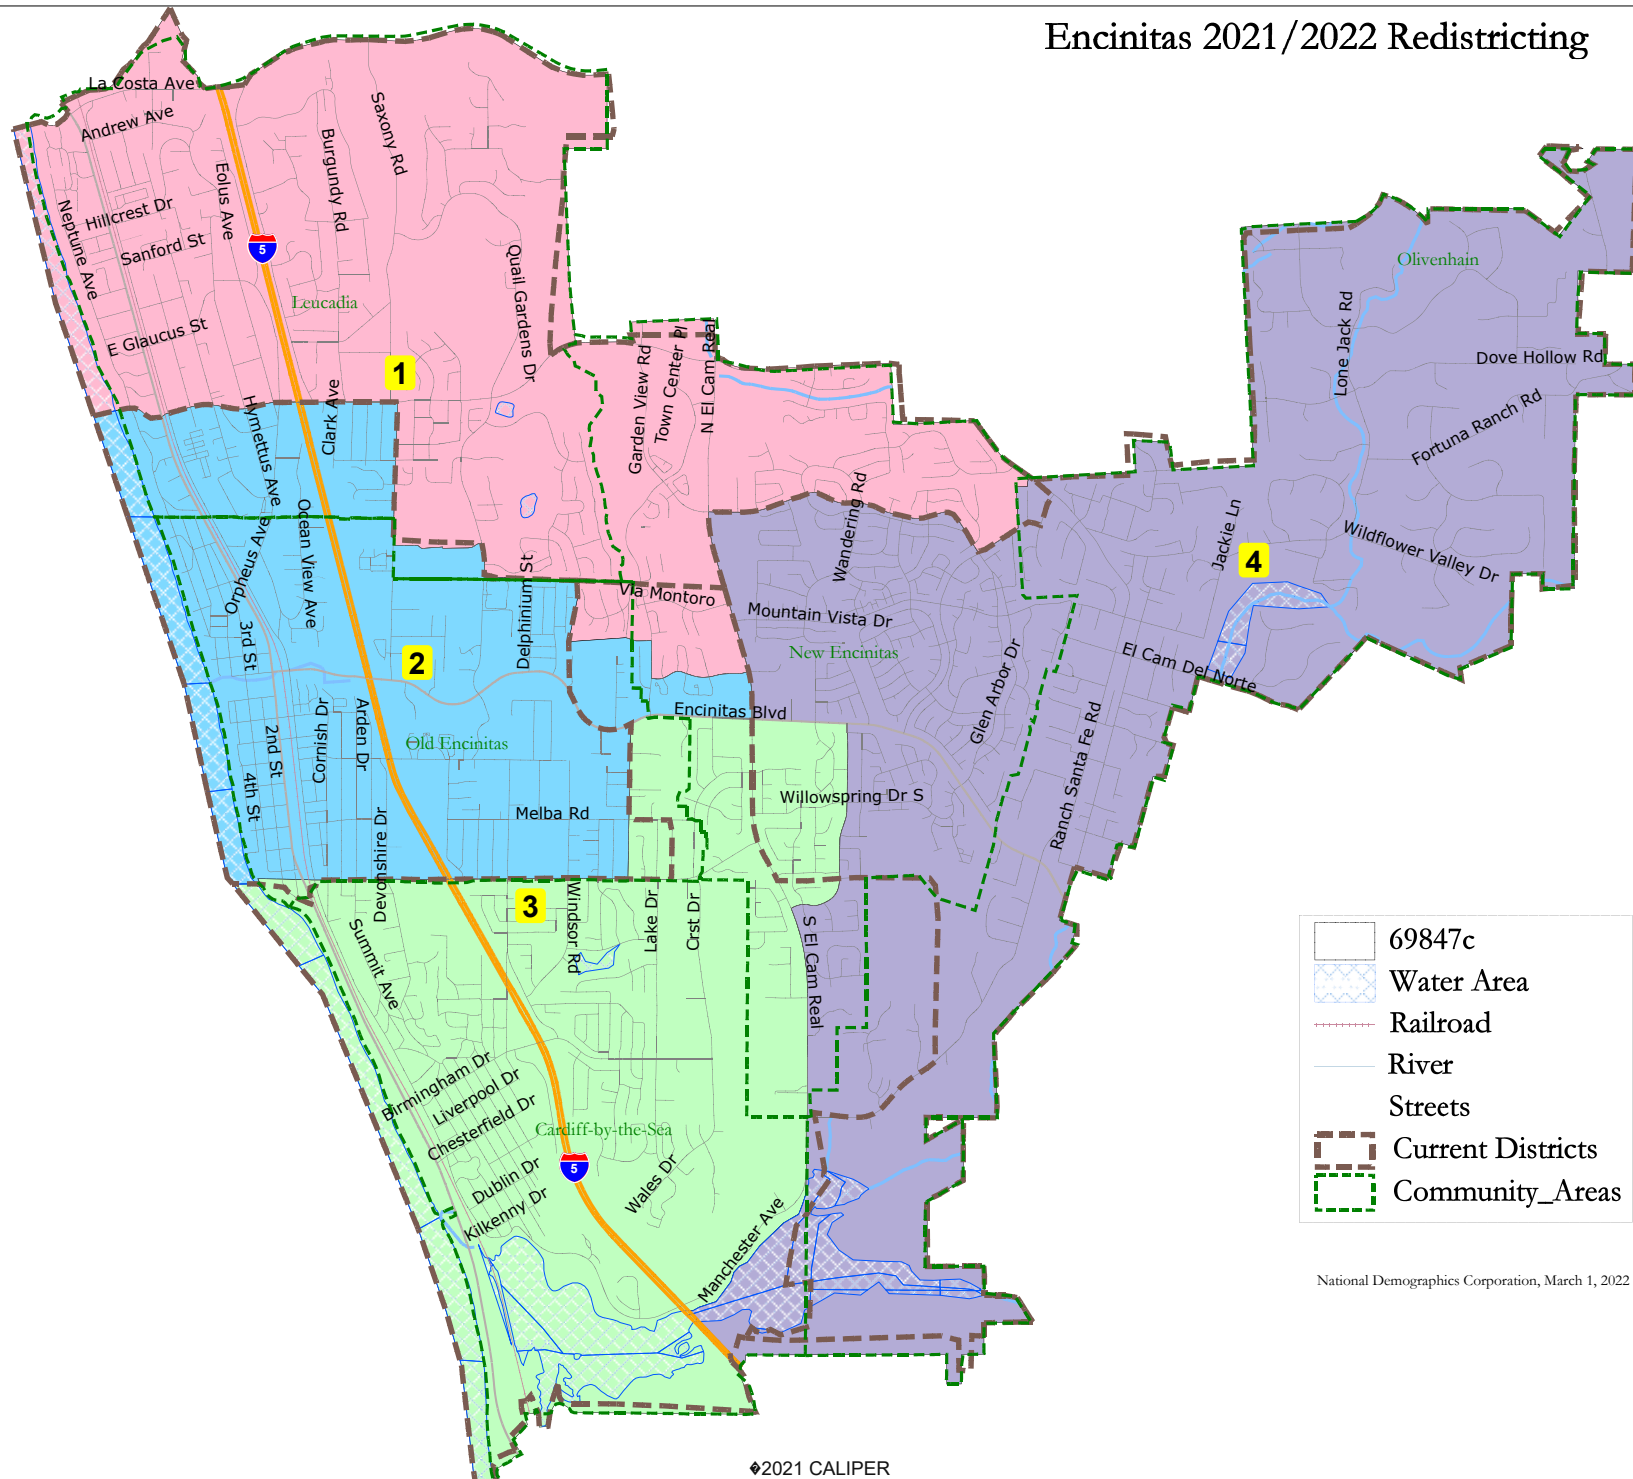 Encinitas 2021/2022 Redistricting
La Costa Ave
Andrew Ave
Saxony Rd
Burgundy Rd
Eolus Ave
Neptune Ave
Hillcrest Dr
Sanford St
5
Quail Gardens Dr
Olivenhain
Leucadia
Lone Jack Rd
E Glaucus St
1
Garden View Rd
Town Center Pl
N El Cam Real
Dove Hollow Rd
Fortuna Ranch Rd
Hymettus Ave
Clark Ave
Wandering Rd
Jackie Ln
Wildflower Valley Dr
4
Orpheus Ave
Ocean View Ave
Delphinium St
Via Montoro
Mountain Vista Dr
New Encinitas
3rd St
2
Glen Arbor Dr
El Cam Del Norte
Encinitas Blvd
Cornish Dr
Arden Dr
2nd St
Old Encinitas
4th St
Ranch Santa Fe Rd
Willowspring Dr S
Melba Rd
Devonshire Dr
3
Windsor Rd
Lake Dr
Crst Dr
S El Cam Real
Summit Ave
Birmingham Dr
Liverpool Dr
Chesterfield Dr
Cardiff-by-the-Sea
5
Dublin Dr
Kilkenny Dr
Wales Dr
Manchester Ave
69847c
Water Area
Railroad
River
Streets
Current Districts
Community_Areas
National Demographics Corporation, March 1, 2022
�2021 CALIPER